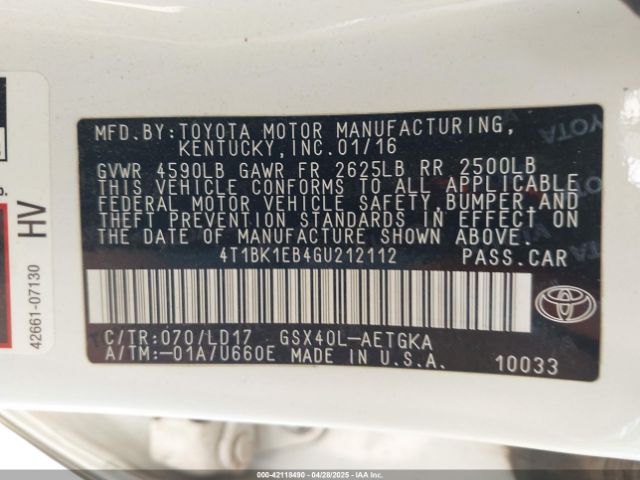 MFD.BY:TOYOTA MOTOR MANUFACTURING,
KENTUCKY, INC.01/16
GVWR 4590LB GAWR FR 2625LB RR 2500LB
THIS VEHICLE CONFORMS TO ALL APPLICABLE
FEDERAL MOTOR VEHICLE SAFETY,BUMPER,AND
THEFT PREVENTION STANDARDS IN EFFECT ON
THE DATE OF MANUFACTURE SHOWN ABOVE.
4T1BK1EB4GU212112 PASS.CAR
C/TR:070/LD17 GSX40L-AETGKA
A/TM:-01A/U660E MADE IN U.S.A.
10033
HV
42661-07130
000-42118490 - 04/28/2025 - IAA